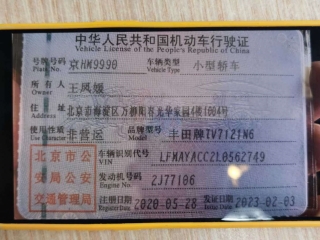 中华人民共和国机动车行驶证
Vehicle License of the People's Republic of China
号牌号码 京HM9990 车辆类型 小型轿车
Plate No. Vehicle Type
所有人 王凤媛
Owner
住址 北京市海淀区万柳阳春光华家园4楼1004号
Address
使用性质 非营运 品牌型号 丰田牌TV7121N6
Use Character Model
北京市公安局公安交通管理局
车辆识别代号 LFMAYACC2L0562749
VIN
发动机号码 2J77106
Engine No.
注册日期 2020-05-28 发证日期 2023-02-03
Register Date Issue Date